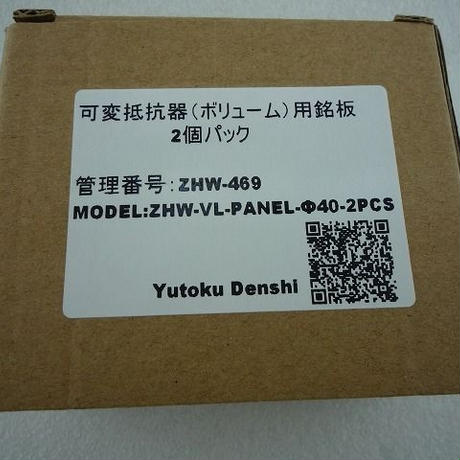 可変抵抗器(ボリューム)用銘板
2個パック
管理番号:ZHW-469
MODEL:ZHW-VL-PANEL-Φ40-2PCS
Yutoku Denshi